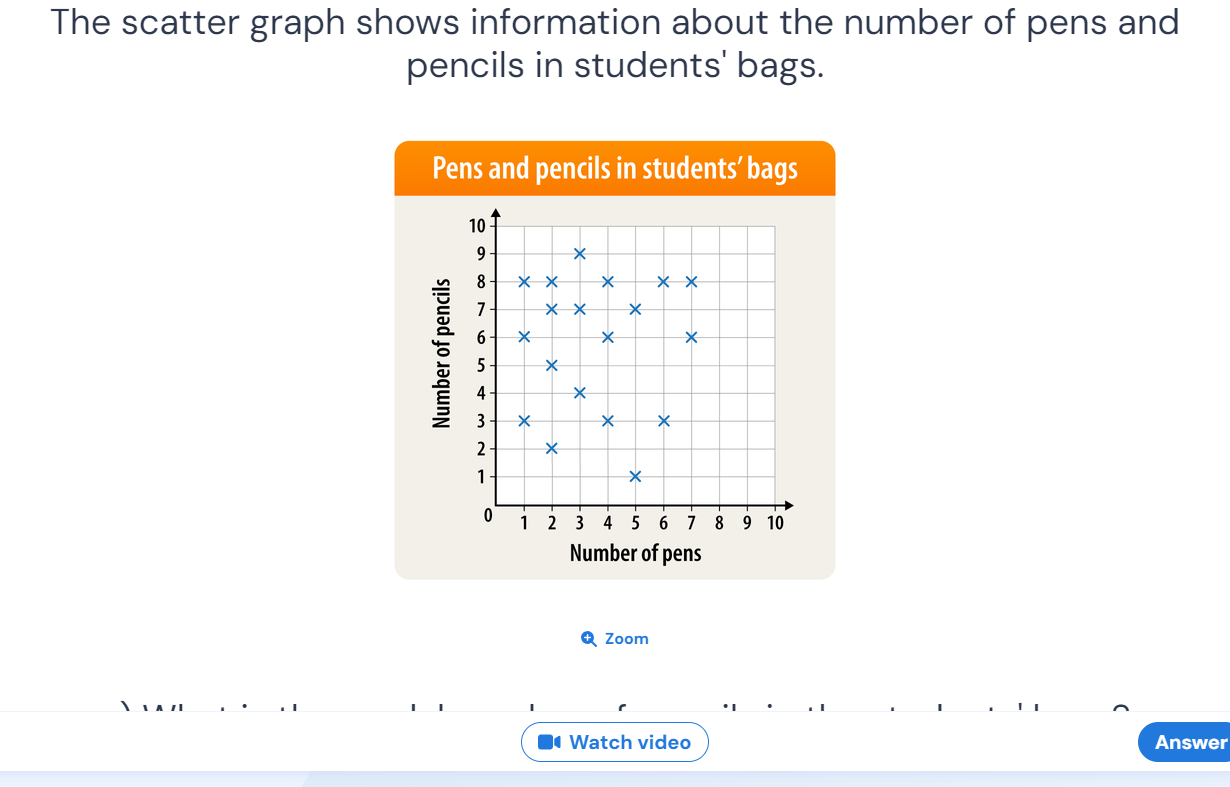 The scatter graph shows information about the number of pens and
pencils in students' bags.
Pens and pencils in students' bags
Number of pencils
10
9
8
7
6
5
4
3
2
1
0
1 2 3 4 5 6 7 8 9 10
Number of pens
Zoom
Watch video
Answer